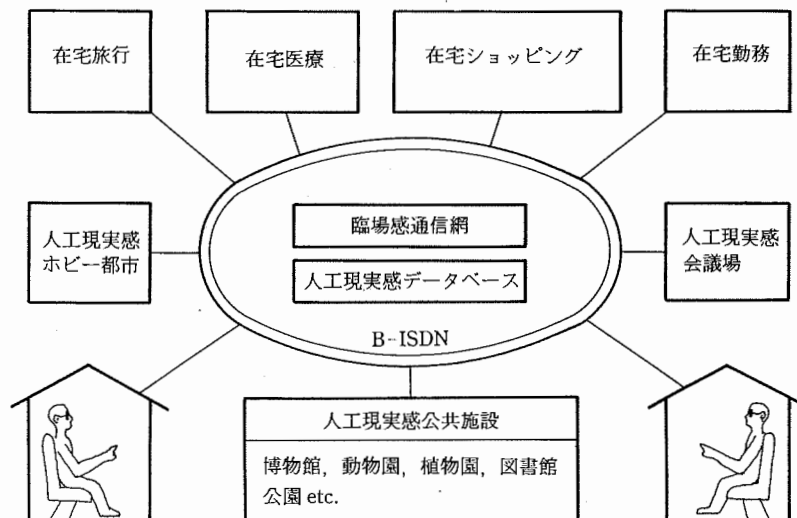 在宅旅行
在宅医療
在宅ショッピング
在宅勤務
人工現実感
ホビー都市
臨場感通信網
人工現実感データベース
B-ISDN
人工現実感
会議場
人工現実感公共施設
博物館，動物園，植物園，図書館
公園 etc.